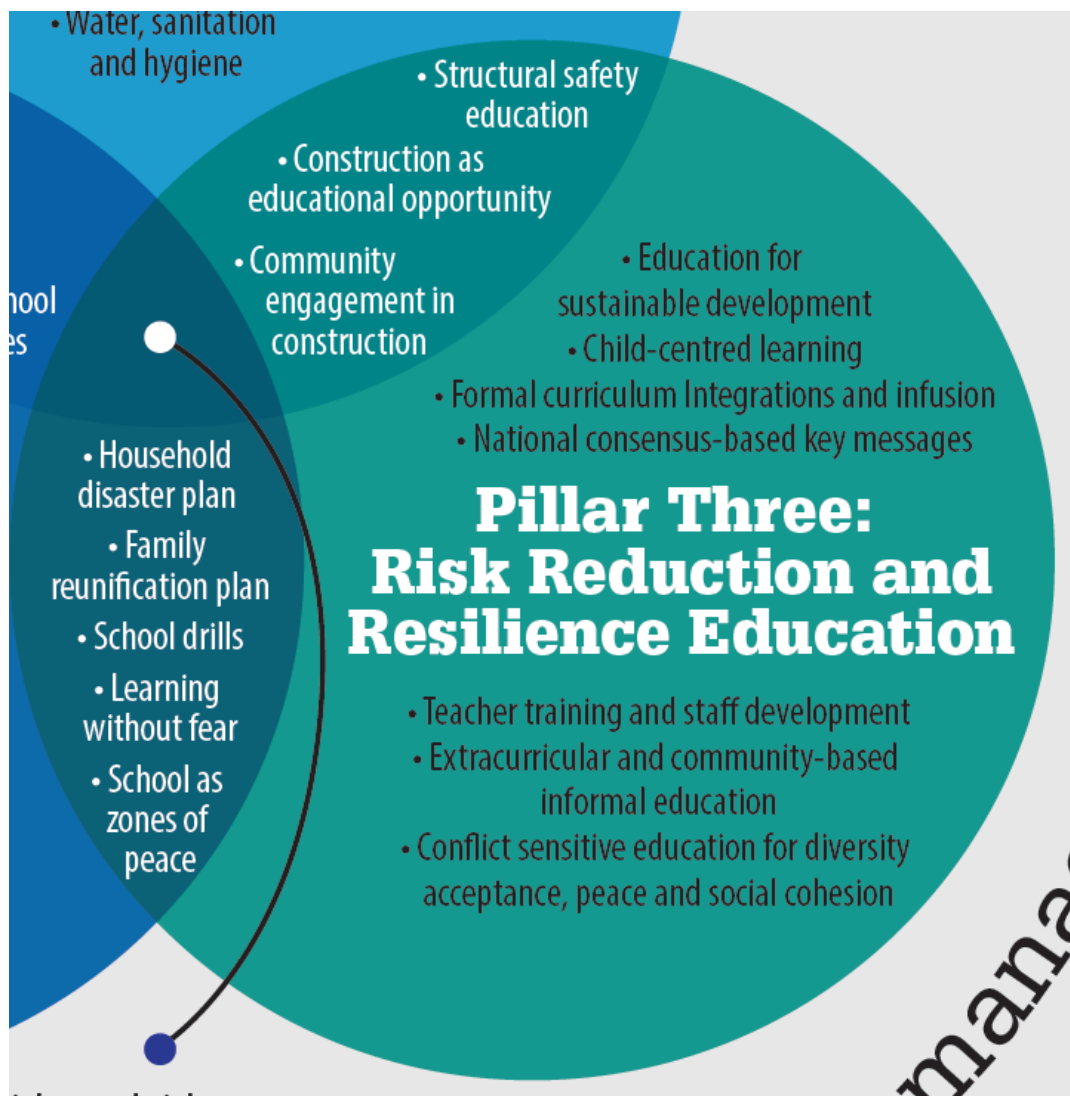 • Water, sanitation
and hygiene
• Structural safety
education
• Construction as
educational opportunity
• Community
engagement in
construction
• Education for
sustainable development
• Child-centred learning
• Formal curriculum Integrations and infusion
• National consensus-based key messages
Pillar Three:
Risk Reduction and
Resilience Education
• Household
disaster plan
• Family
reunification plan
• School drills
• Learning
without fear
• School as
zones of
peace
• Teacher training and staff development
• Extracurricular and community-based
informal education
• Conflict sensitive education for diversity
acceptance, peace and social cohesion